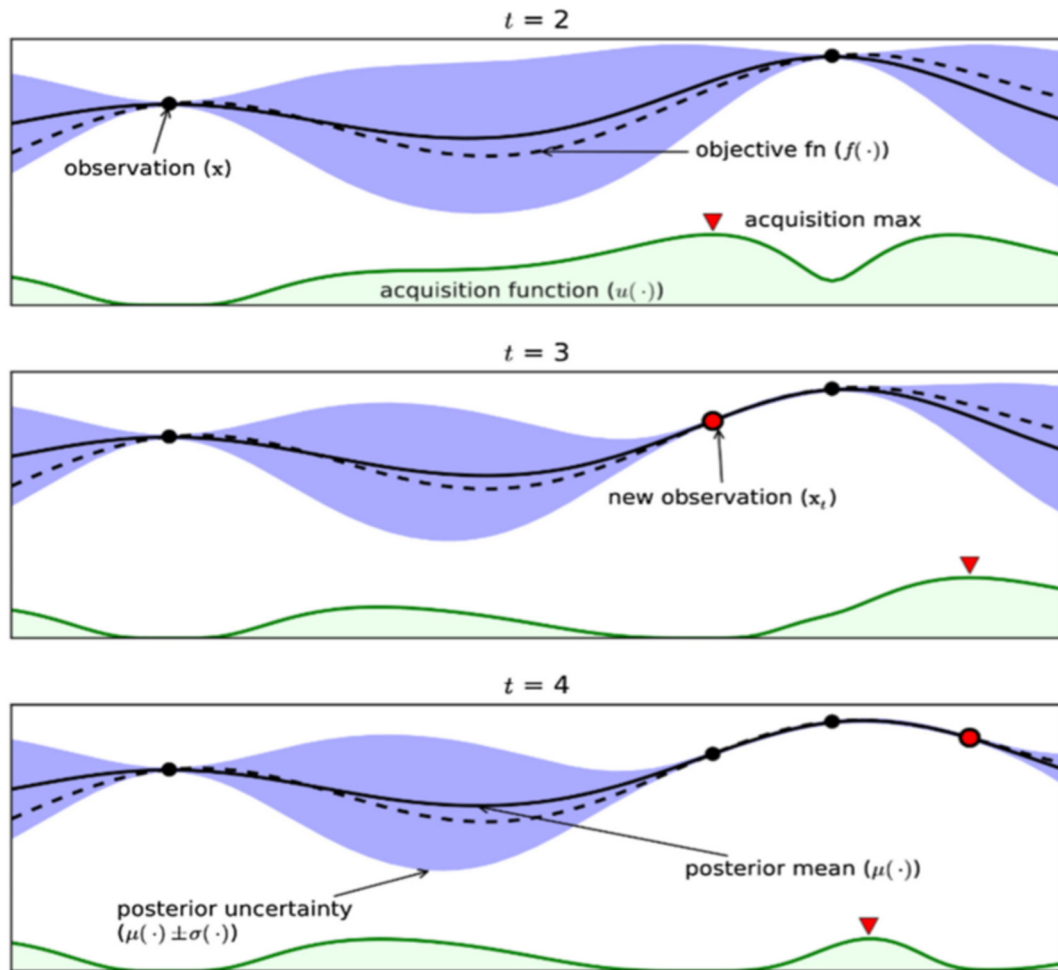 t = 2
observation (x)
objective fn (f(·))
acquisition max
acquisition function (u(·))
t = 3
new observation (xₜ)
t = 4
posterior mean (μ(·))
posterior uncertainty
(μ(·) ±σ(·))